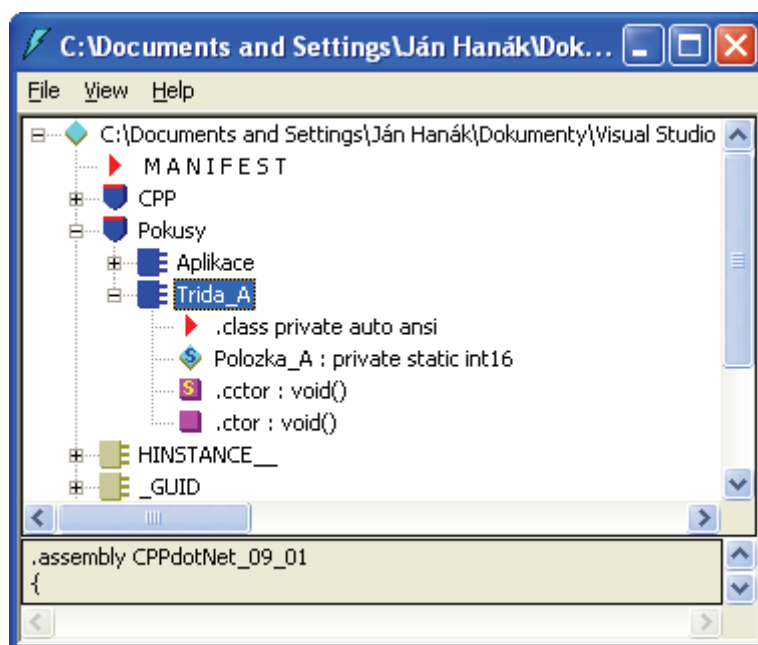 C:\Documents and Settings\Ján Hanák\Dok...
File View Help
C:\Documents and Settings\Ján Hanák\Dokumenty\Visual Studio
M A N I F E S T
CPP
Pokusy
Aplikace
Trida_A
.class private auto ansi
Polozka_A : private static int16
S .cctor : void()
.ctor : void()
HINSTANCE__
_GUID
.assembly CPPdotNet_09_01
{